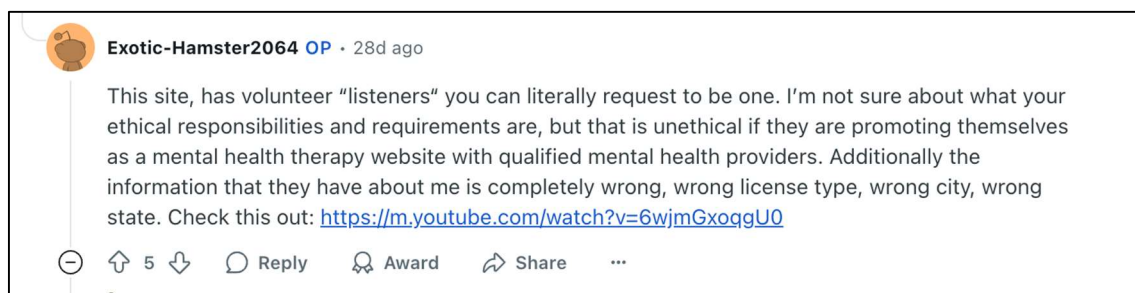 Exotic-Hamster2064 OP • 28d ago
This site, has volunteer “listeners“ you can literally request to be one. I’m not sure about what your
ethical responsibilities and requirements are, but that is unethical if they are promoting themselves
as a mental health therapy website with qualified mental health providers. Additionally the
information that they have about me is completely wrong, wrong license type, wrong city, wrong
state. Check this out: https://m.youtube.com/watch?v=6wjmGxoqgU0
5 Reply Award Share ...